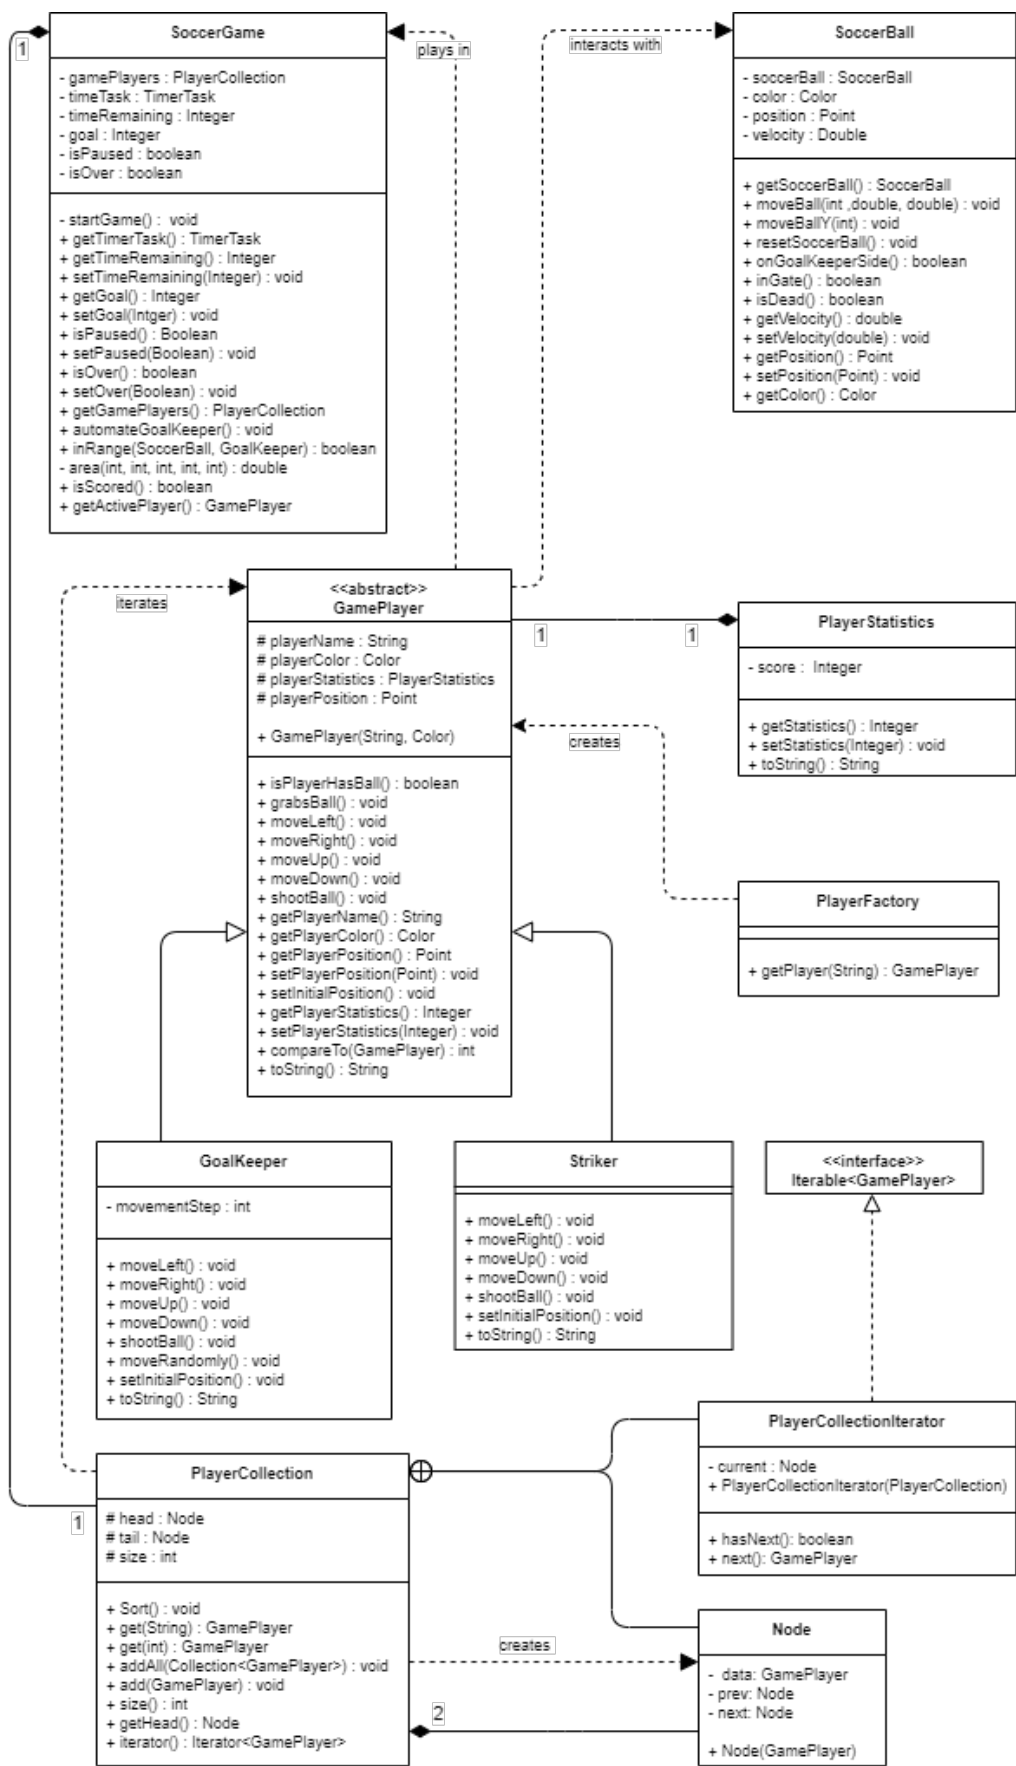 SoccerGame
- gamePlayers : PlayerCollection
- timeTask : TimerTask
- timeRemaining : Integer
- goal : Integer
- isPaused : boolean
- isOver : boolean
- startGame() : void
+ getTimerTask() : TimerTask
+ getTimeRemaining() : Integer
+ setTimeRemaining(Integer) : void
+ getGoal() : Integer
+ setGoal(Intger) : void
+ isPaused() : Boolean
+ setPaused(Boolean) : void
+ isOver() : boolean
+ setOver(Boolean) : void
+ getGamePlayers() : PlayerCollection
+ automateGoalKeeper() : void
+ inRange(SoccerBall, GoalKeeper) : boolean
- area(int, int, int, int, int) : double
+ isScored() : boolean
+ getActivePlayer() : GamePlayer
1
plays in
interacts with
SoccerBall
- soccerBall : SoccerBall
- color : Color
- position : Point
- velocity : Double
+ getSoccerBall() : SoccerBall
+ moveBall(int ,double, double) : void
+ moveBallY(int) : void
+ resetSoccerBall() : void
+ onGoalKeeperSide() : boolean
+ inGate() : boolean
+ isDead() : boolean
+ getVelocity() : double
+ setVelocity(double) : void
+ getPosition() : Point
+ setPosition(Point) : void
+ getColor() : Color
iterates
<<abstract>>
GamePlayer
# playerName : String
# playerColor : Color
# playerStatistics : PlayerStatistics
# playerPosition : Point
+ GamePlayer(String, Color)
+ isPlayerHasBall() : boolean
+ grabsBall() : void
+ moveLeft() : void
+ moveRight() : void
+ moveUp() : void
+ moveDown() : void
+ shootBall() : void
+ getPlayerName() : String
+ getPlayerColor() : Color
+ getPlayerPosition() : Point
+ setPlayerPosition(Point) : void
+ setInitialPosition() : void
+ getPlayerStatistics() : Integer
+ setPlayerStatistics(Integer) : void
+ compareTo(GamePlayer) : int
+ toString() : String
1
1
PlayerStatistics
- score : Integer
+ getStatistics() : Integer
+ setStatistics(Integer) : void
+ toString() : String
creates
PlayerFactory
+ getPlayer(String) : GamePlayer
GoalKeeper
- movementStep : int
+ moveLeft() : void
+ moveRight() : void
+ moveUp() : void
+ moveDown() : void
+ shootBall() : void
+ moveRandomly() : void
+ setInitialPosition() : void
+ toString() : String
Striker
+ moveLeft() : void
+ moveRight() : void
+ moveUp() : void
+ moveDown() : void
+ shootBall() : void
+ setInitialPosition() : void
+ toString() : String
<<interface>>
Iterable<GamePlayer>
PlayerCollectionIterator
- current : Node
+ PlayerCollectionIterator(PlayerCollection)
+ hasNext(): boolean
+ next(): GamePlayer
PlayerCollection
# head : Node
# tail : Node
# size : int
+ Sort() : void
+ get(String) : GamePlayer
+ get(int) : GamePlayer
+ addAll(Collection<GamePlayer>) : void
+ add(GamePlayer) : void
+ size() : int
+ getHead() : Node
+ iterator() : Iterator<GamePlayer>
1
creates
2
Node
- data: GamePlayer
- prev: Node
- next: Node
+ Node(GamePlayer)